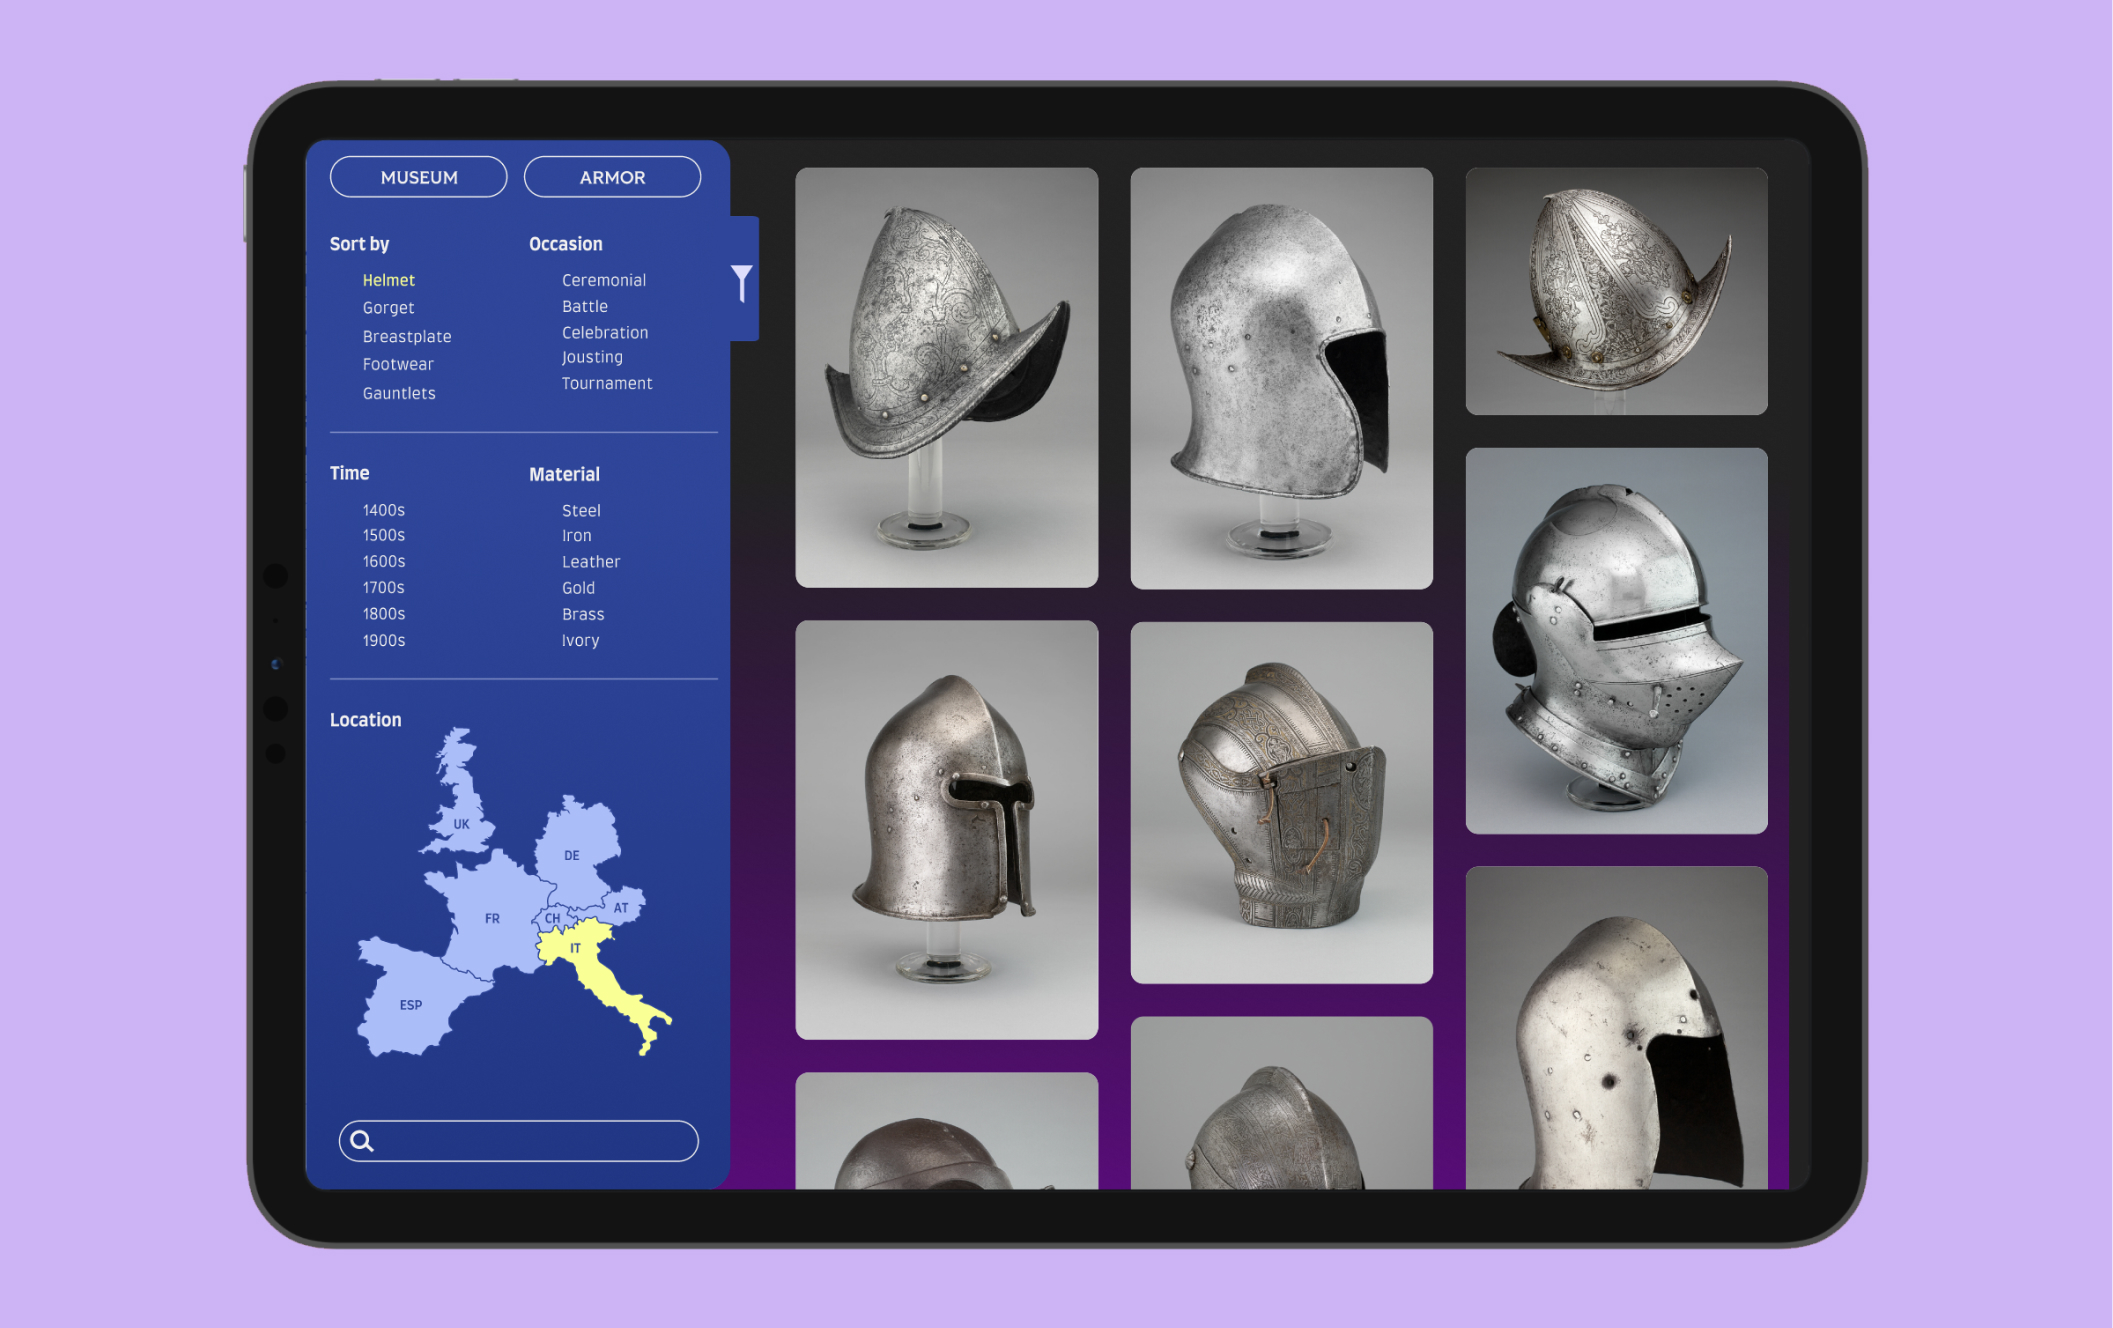 MUSEUM
ARMOR
Sort by
Helmet
Gorget
Breastplate
Footwear
Gauntlets
Occasion
Ceremonial
Battle
Celebration
Jousting
Tournament
Time
1400s
1500s
1600s
1700s
1800s
1900s
Material
Steel
Iron
Leather
Gold
Brass
Ivory
Location
UK
DE
FR
CH
AT
IT
ESP